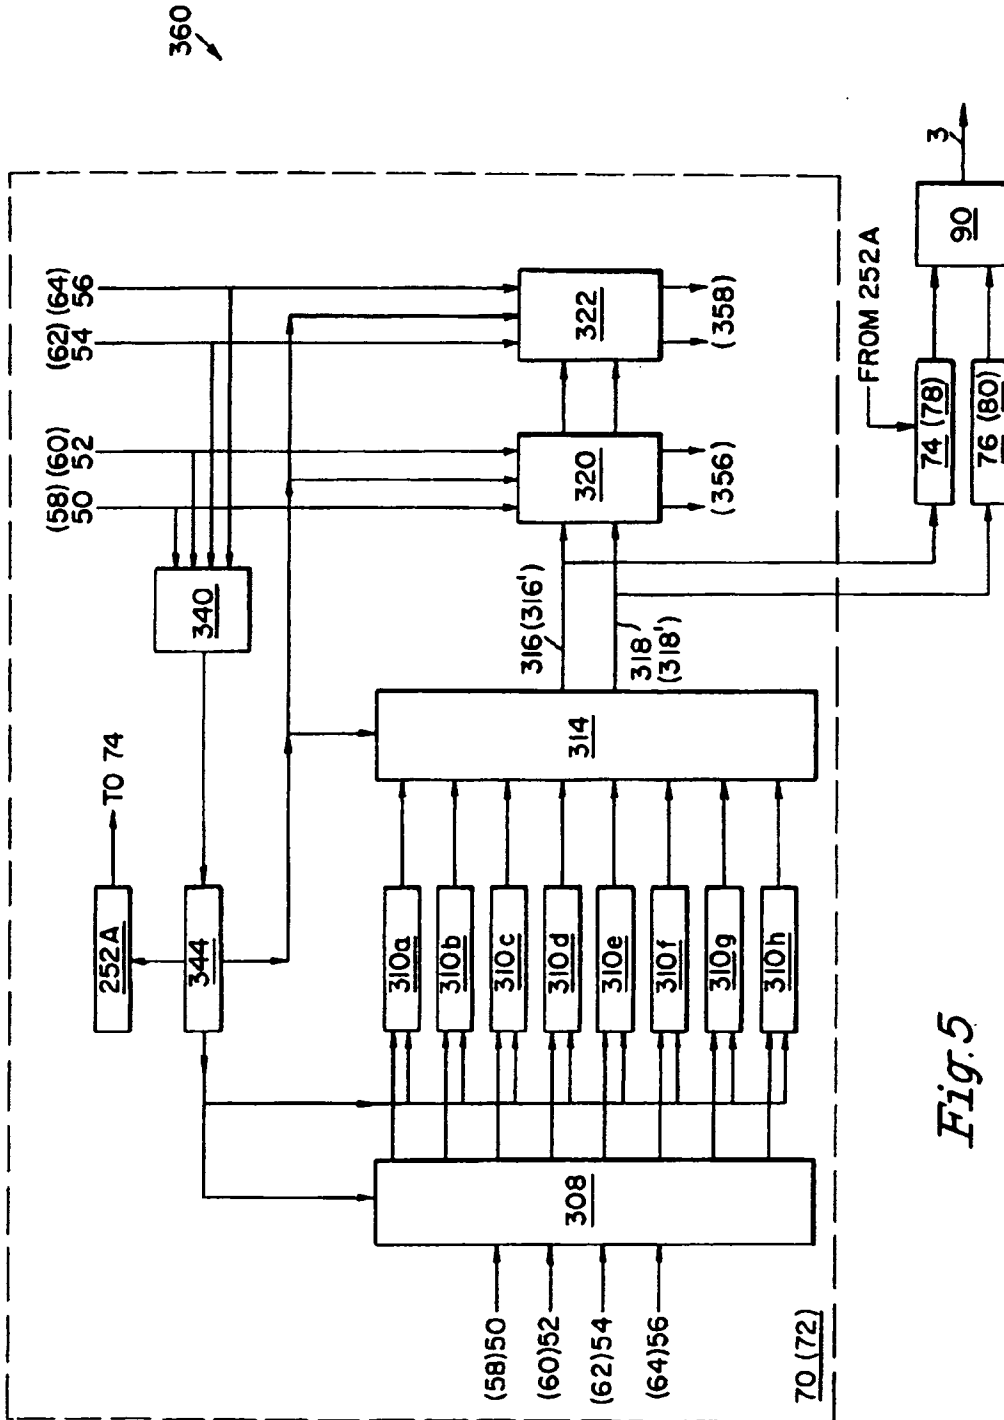 360
(58) (60)
50 52
(62) (64)
54 56
340
TO 74
252A
344
320
322
(356)
(358)
316 (316')
318
(318')
314
310a
310b
310c
310d
310e
310f
310g
310h
308
(58)50
(60)52
(62)54
(64)56
70 (72)
FROM 252A
74 (78)
76 (80)
90
3
Fig. 5